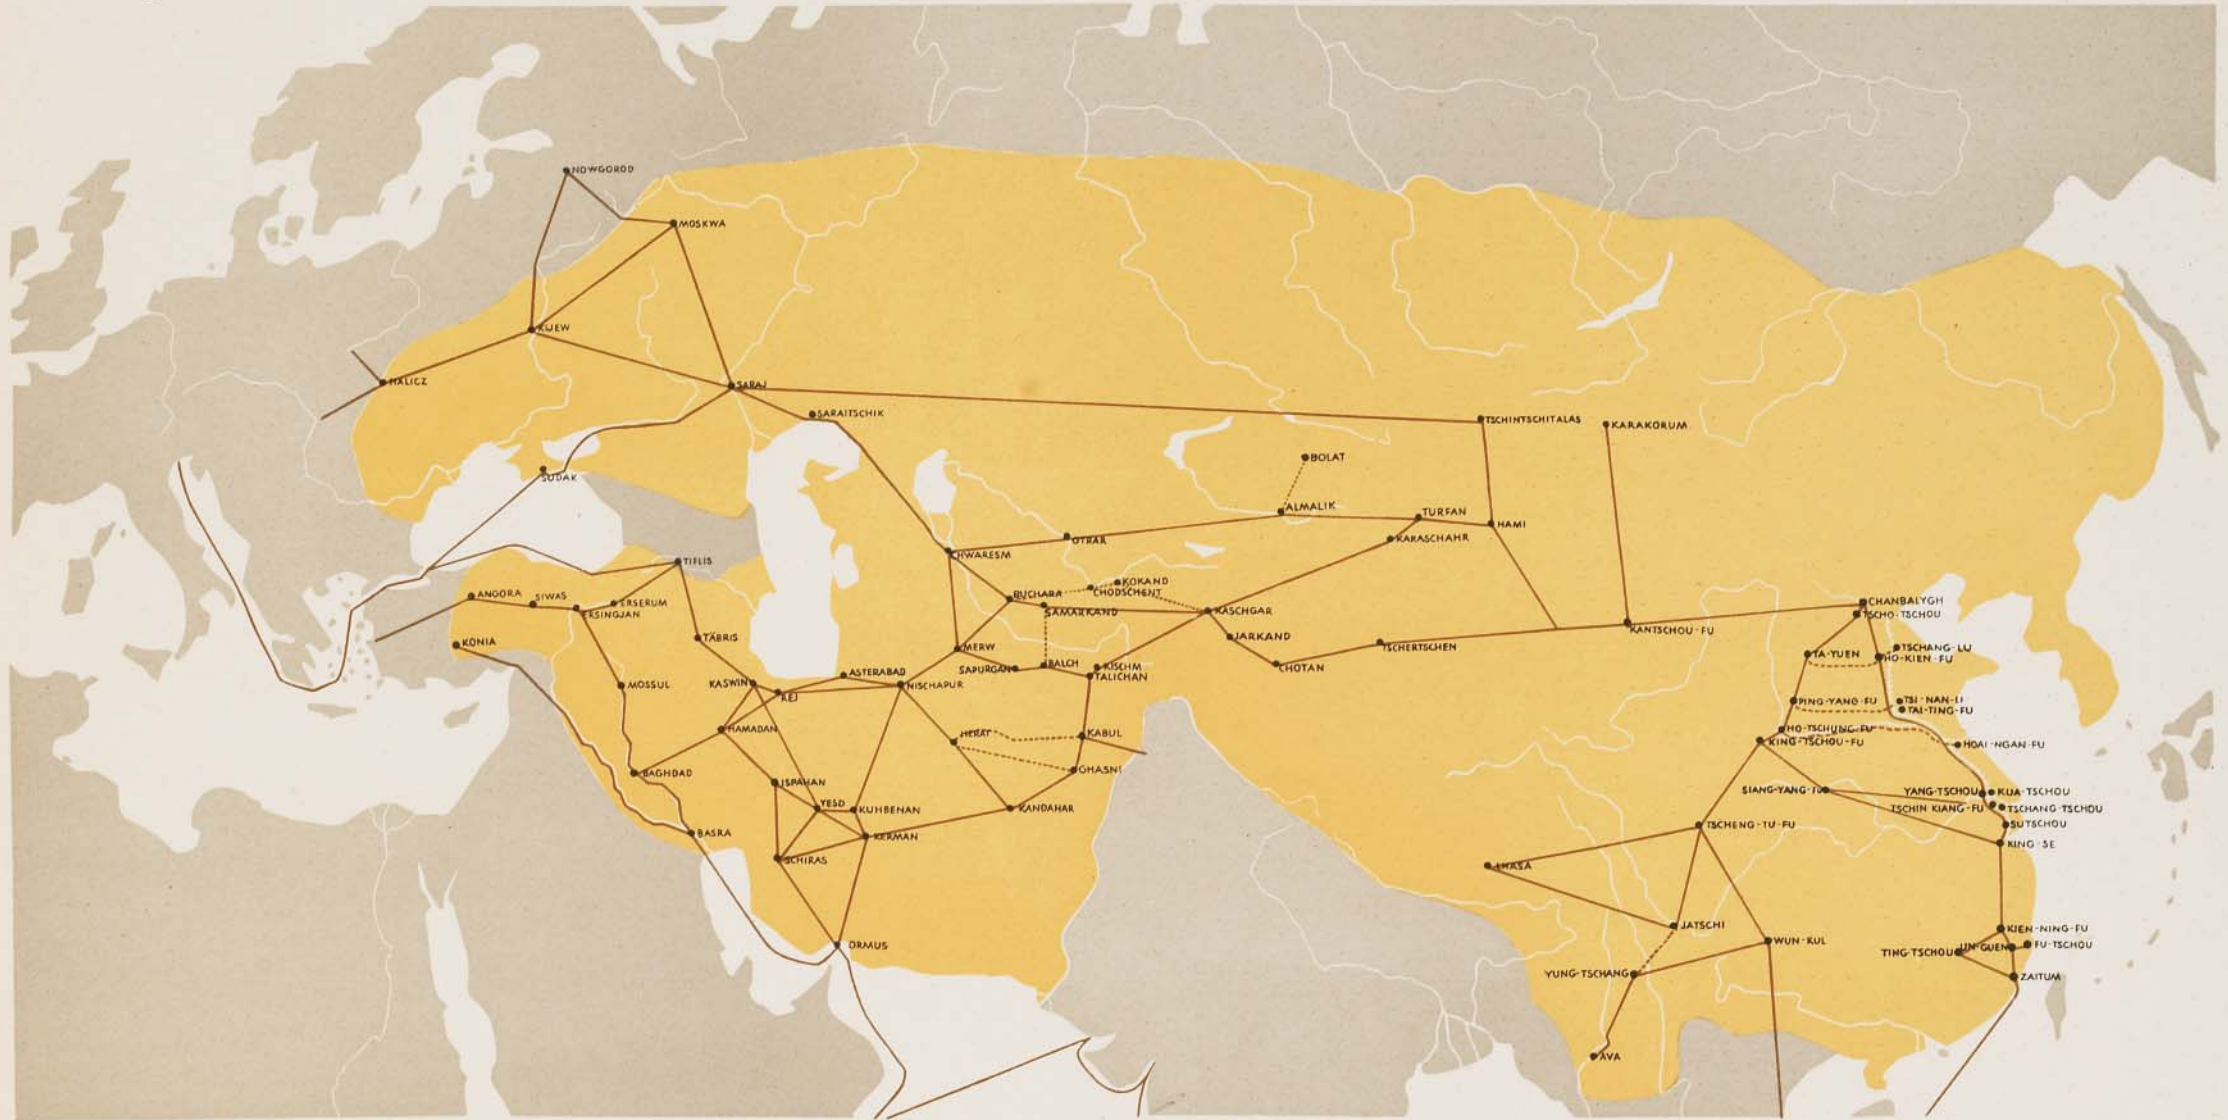 NOWGOROD
MOSKWA
KIJEW
HALICZ
SARAJ
SARAITSCHIK
TSCHINTSCHITALAS
KARAKORUM
BOLAT
SUDAK
ALMALIK
TURFAN
HAMI
OTRAR
KARASCHAHR
CHWARESM
TIFLIS
KOKAND
CHODSCHENT
ANGORA
SIWAS
ERSERUM
ERSINGJAN
BUCHARA
SAMARKAND
KASCHGAR
CHANBALYGH
TSCHO-TSCHOU
KANTSCHOU-FU
JARKAND
KONIA
TÄBRIS
MERW
TSCHERTSCHEN
TA-YUEN
TSCHANG-LU
HO-KIEN-FU
SAPURGAN
BALCH
KISCHM
TALICHAN
CHOTAN
ASTERABAD
MOSSUL
KASWIN
REJ
NISCHAPUR
PING-YANG-FU
TSI-NAN-LI
TAI-TING-FU
HAMADAN
HERAT
KABUL
HO-TSCHUNG-FU
KING-TSCHOU-FU
HOAI-NGAN-FU
BAGHDAD
GHASNI
ISPAHAN
SIANG-YANG-FU
YANG-TSCHOU
KUA-TSCHOU
YESD
KUHBENAN
KANDAHAR
TSCHIN KIANG-FU
TSCHANG-TSCHOU
BASRA
KERMAN
TSCHENG-TU-FU
SUTSCHOU
KING-SE
SCHIRAS
LHASA
JATSCHI
KIEN-NING-FU
ORMUS
WUN-KUL
TING-TSCHOU
UN-GUEN
FU-TSCHOU
YUNG-TSCHANG
ZAITUM
AVA